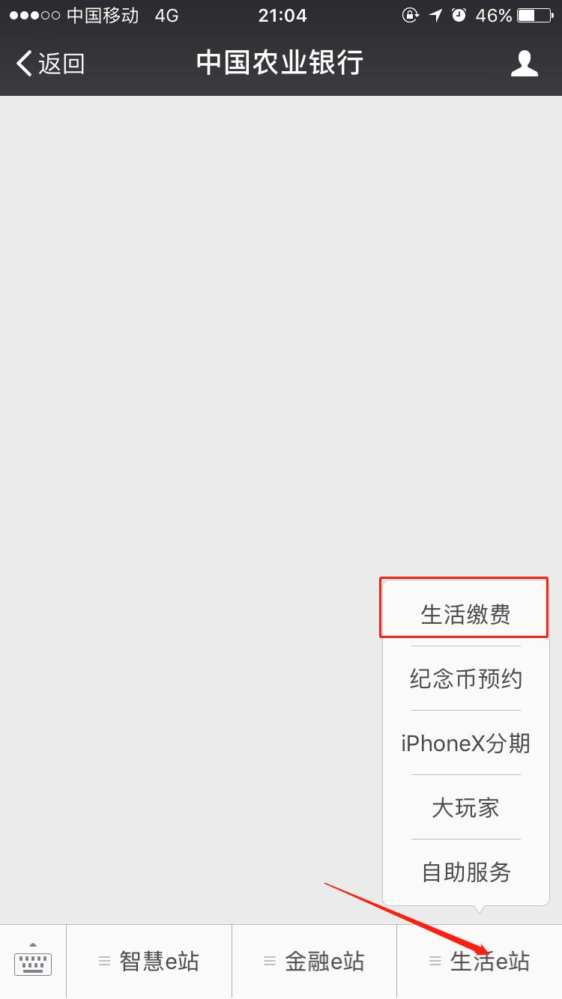 中国移动 4G 21:04 46%
返回 中国农业银行
生活缴费
纪念币预约
iPhoneX分期
大玩家
自助服务
智慧e站 金融e站 生活e站